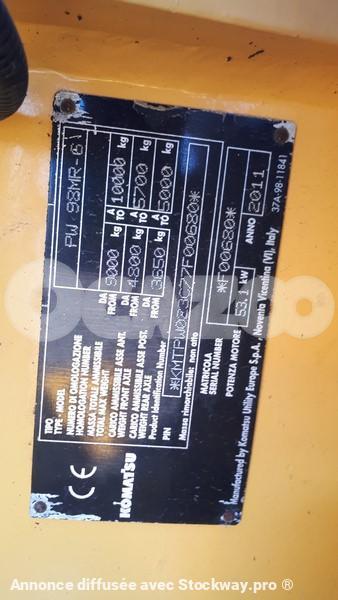 TIPO
TYPE - MODEL
PW 98MR-6
NUMERO DI OMOLOGAZIONE
HOMOLOGATION NUMBER
MASSA TOTALE AMMISSIBILE
TOTAL MAX WEIGHT
DA
FROM
9000
A
TO
10000
kg
CARICO AMMISSIBILE ASSE ANT.
WEIGHT FRONT AXLE
DA
FROM
4800
A
TO
5700
kg
CARICO AMMISSIBILE ASSE POST.
WEIGHT REAR AXLE
DA
FROM
3650
A
TO
5000
kg
Product Identification Number
PIN
Massa rimorchiabile: non atto
MATRICOLA
SERIAL NUMBER
*F00680*
POTENZA MOTORE
53.1 kW
ANNO
2011
Manufactured by Komatsu Utility Europe S.p.A., Noventa Vicentina (VI), Italy
37A-98-11841
CE
KOMATSU
Annonce diffusée avec Stockway.pro ®